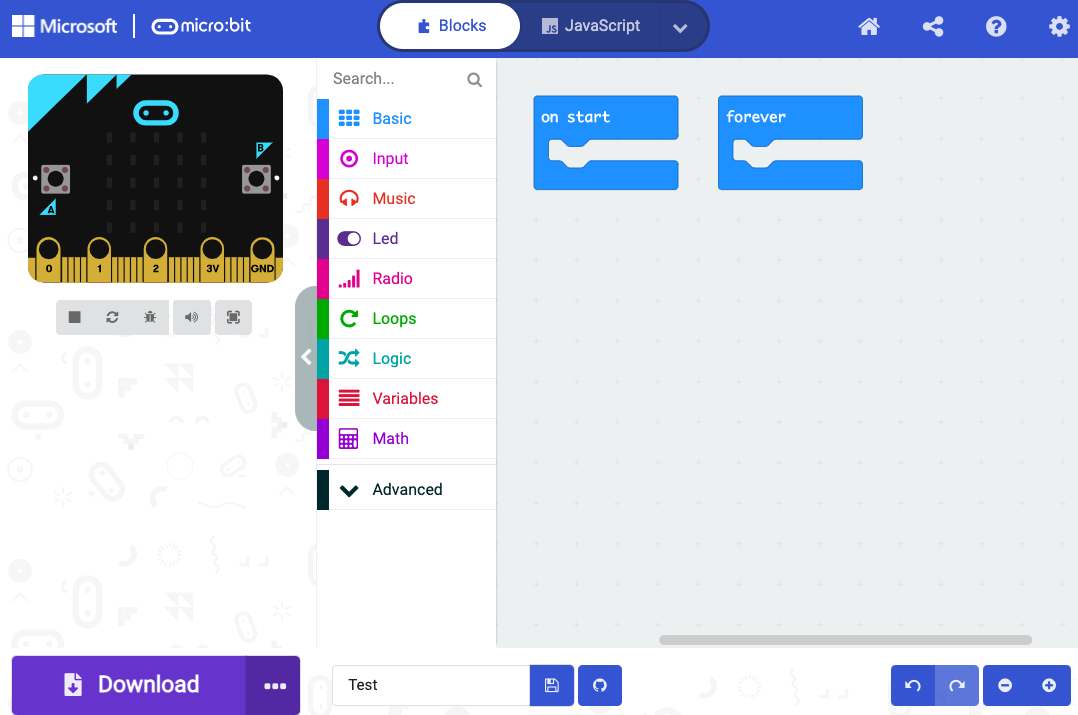 Microsoft
micro:bit
Blocks
JavaScript
Search...
Basic
Input
Music
Led
Radio
Loops
Logic
Variables
Math
Advanced
on start
forever
B
A
0 1 2 3V GND
Download
Test